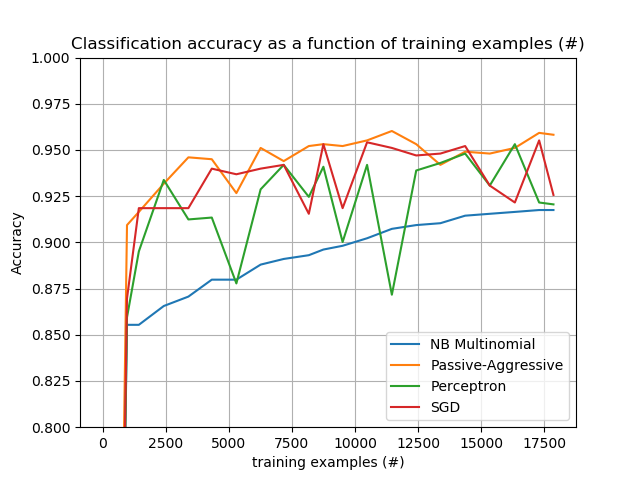 Classification accuracy as a function of training examples (#)
1.000
0.975
0.950
0.925
0.900
0.875
0.850
0.825
0.800
Accuracy
NB Multinomial
Passive-Aggressive
Perceptron
SGD
0 2500 5000 7500 10000 12500 15000 17500
training examples (#)